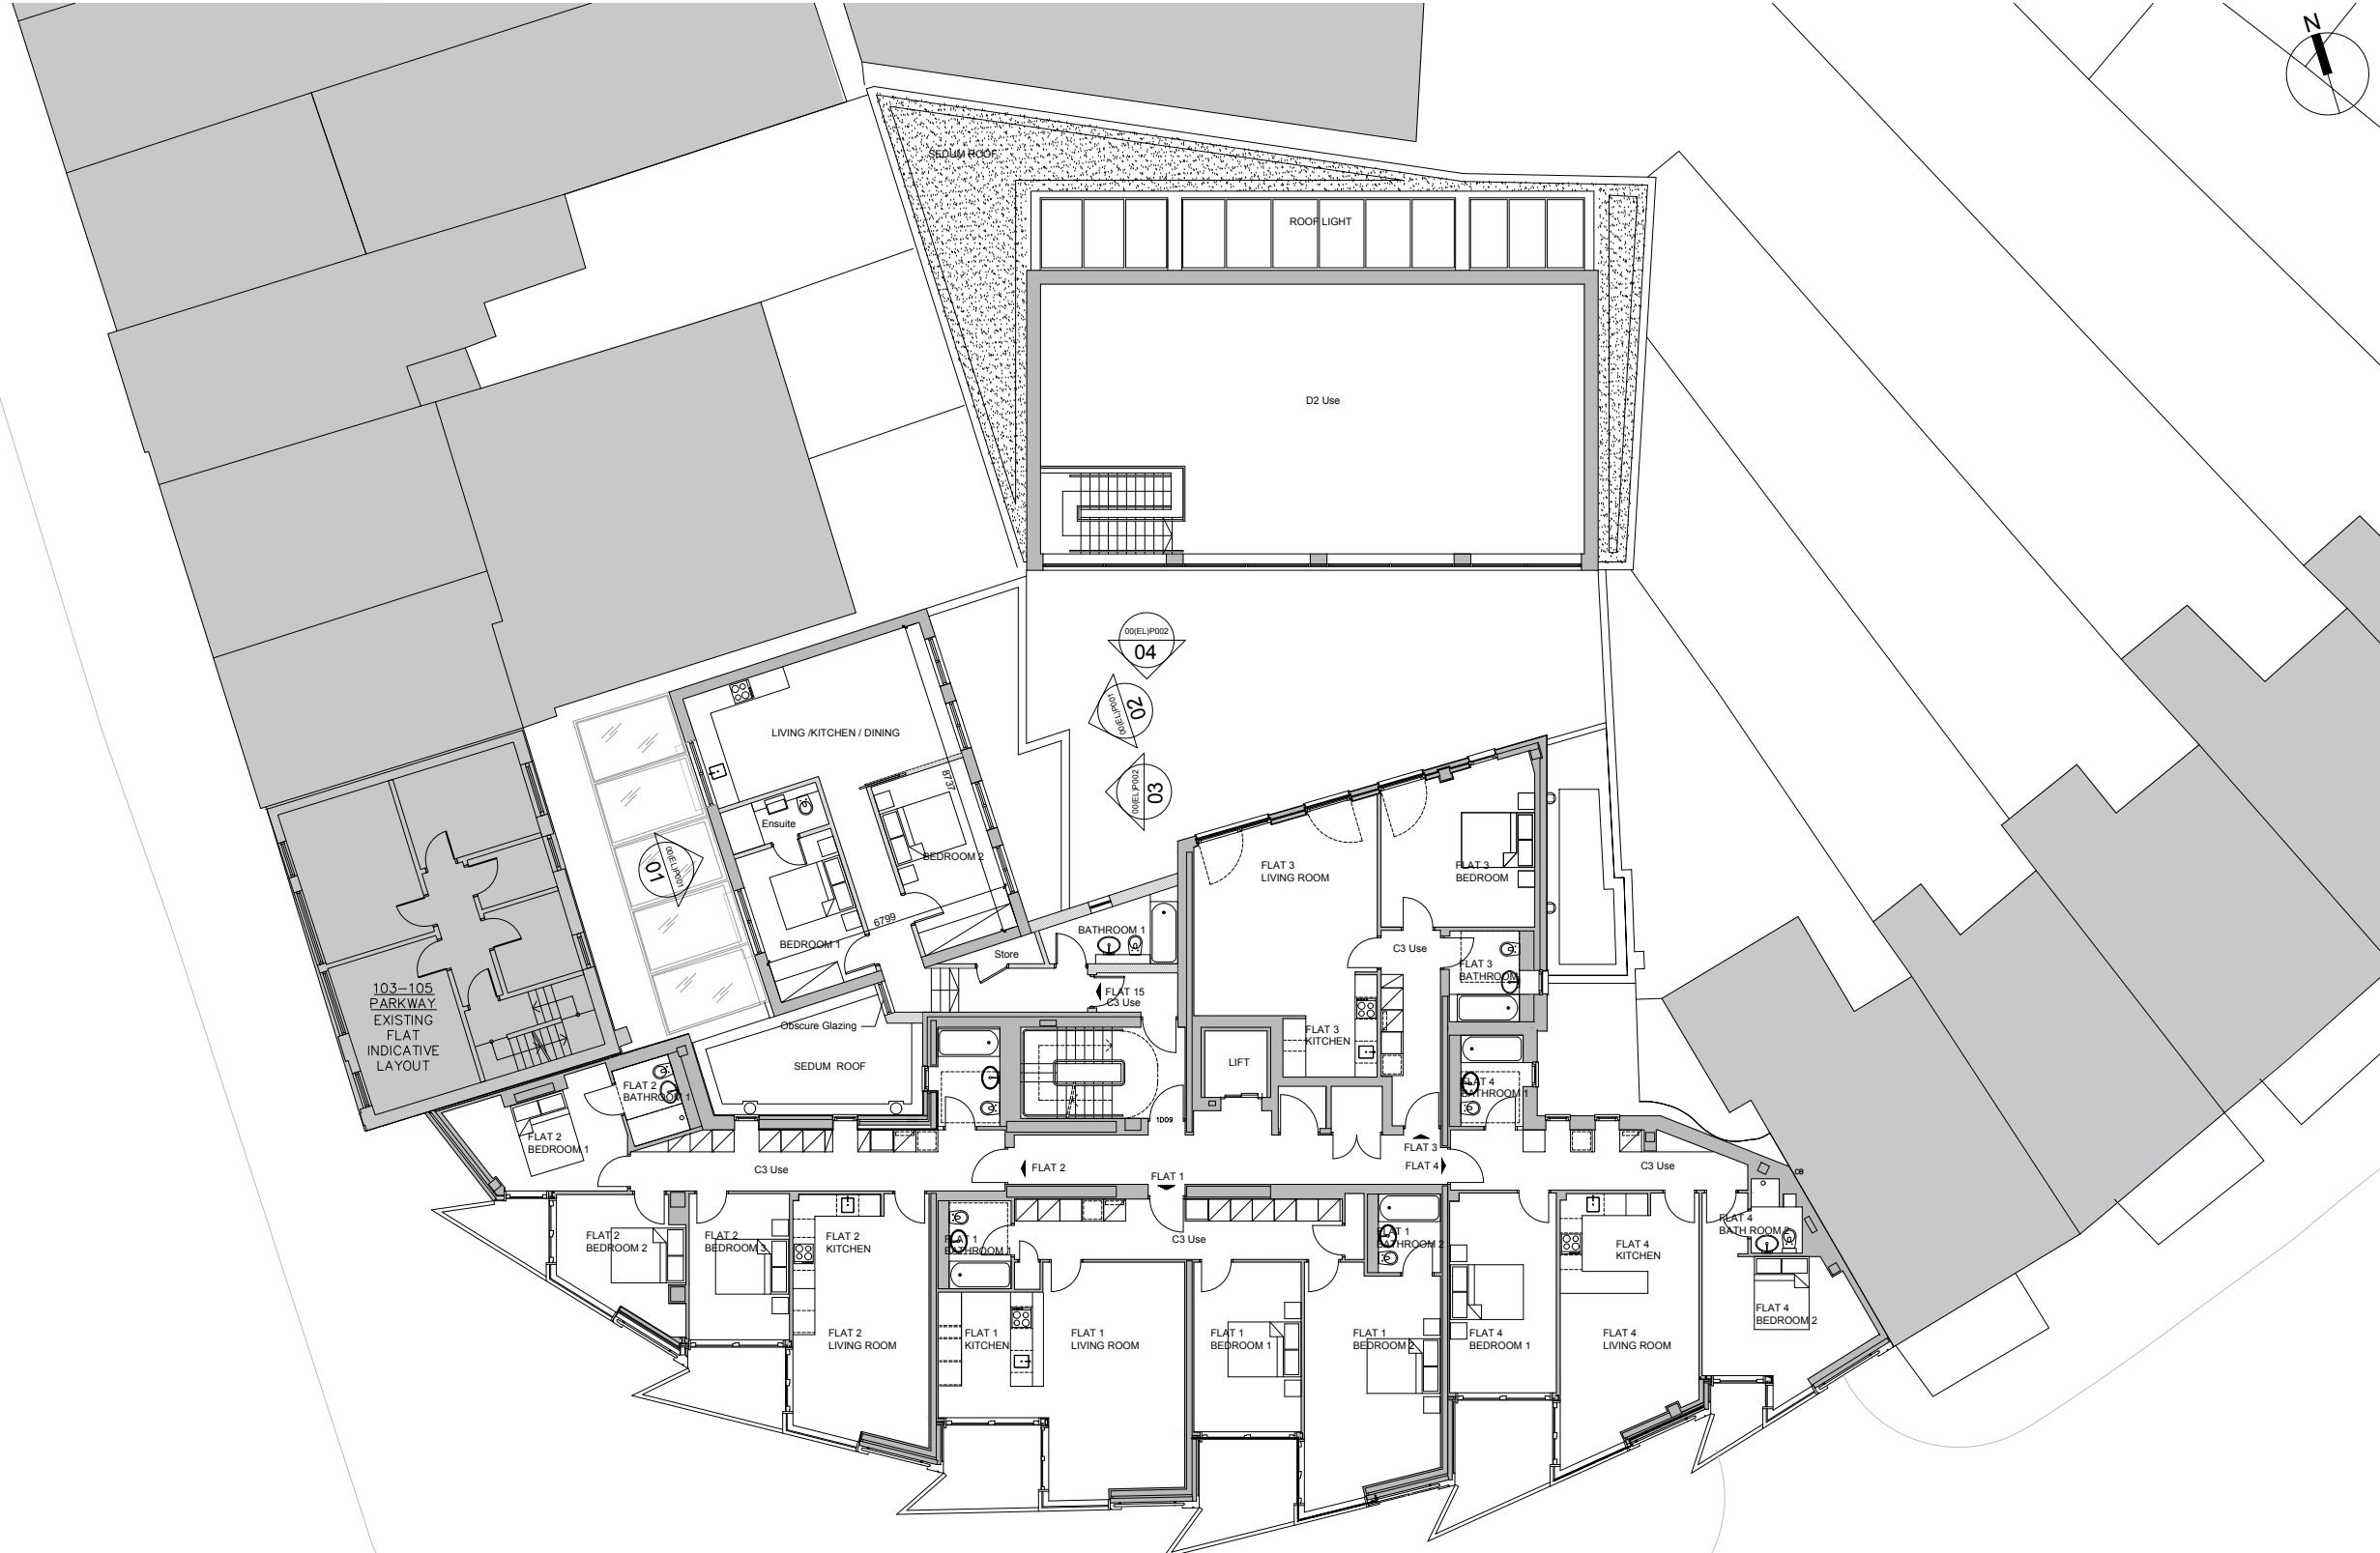 N
SEDUM ROOF
ROOF LIGHT
D2 Use
00(EL)P002
04
00(EL)P001
02
00(EL)P002
03
LIVING /KITCHEN / DINING
8737
Ensuite
BEDROOM 2
00(EL)P001
01
6799
BEDROOM 1
BATHROOM 1
Store
FLAT 15
C3 Use
Obscure Glazing
SEDUM ROOF
103-105
PARKWAY
EXISTING
FLAT
INDICATIVE
LAYOUT
FLAT 3
LIVING ROOM
FLAT 3
BEDROOM
C3 Use
FLAT 3
BATHROOM
FLAT 3
KITCHEN
LIFT
FLAT 4
BATHROOM 1
FLAT 2
BATHROOM 1
FLAT 2
BEDROOM 1
1D09
C3 Use
FLAT 2
FLAT 1
FLAT 3
FLAT 4
C3 Use
CB
FLAT 2
BEDROOM 2
FLAT 2
BEDROOM 3
FLAT 2
KITCHEN
FLAT 1
BATHROOM 1
C3 Use
FLAT 1
BATHROOM 2
FLAT 4
KITCHEN
FLAT 4
BATH ROOM 2
FLAT 2
LIVING ROOM
FLAT 1
KITCHEN
FLAT 1
LIVING ROOM
FLAT 1
BEDROOM 1
FLAT 1
BEDROOM 2
FLAT 4
BEDROOM 1
FLAT 4
LIVING ROOM
FLAT 4
BEDROOM 2